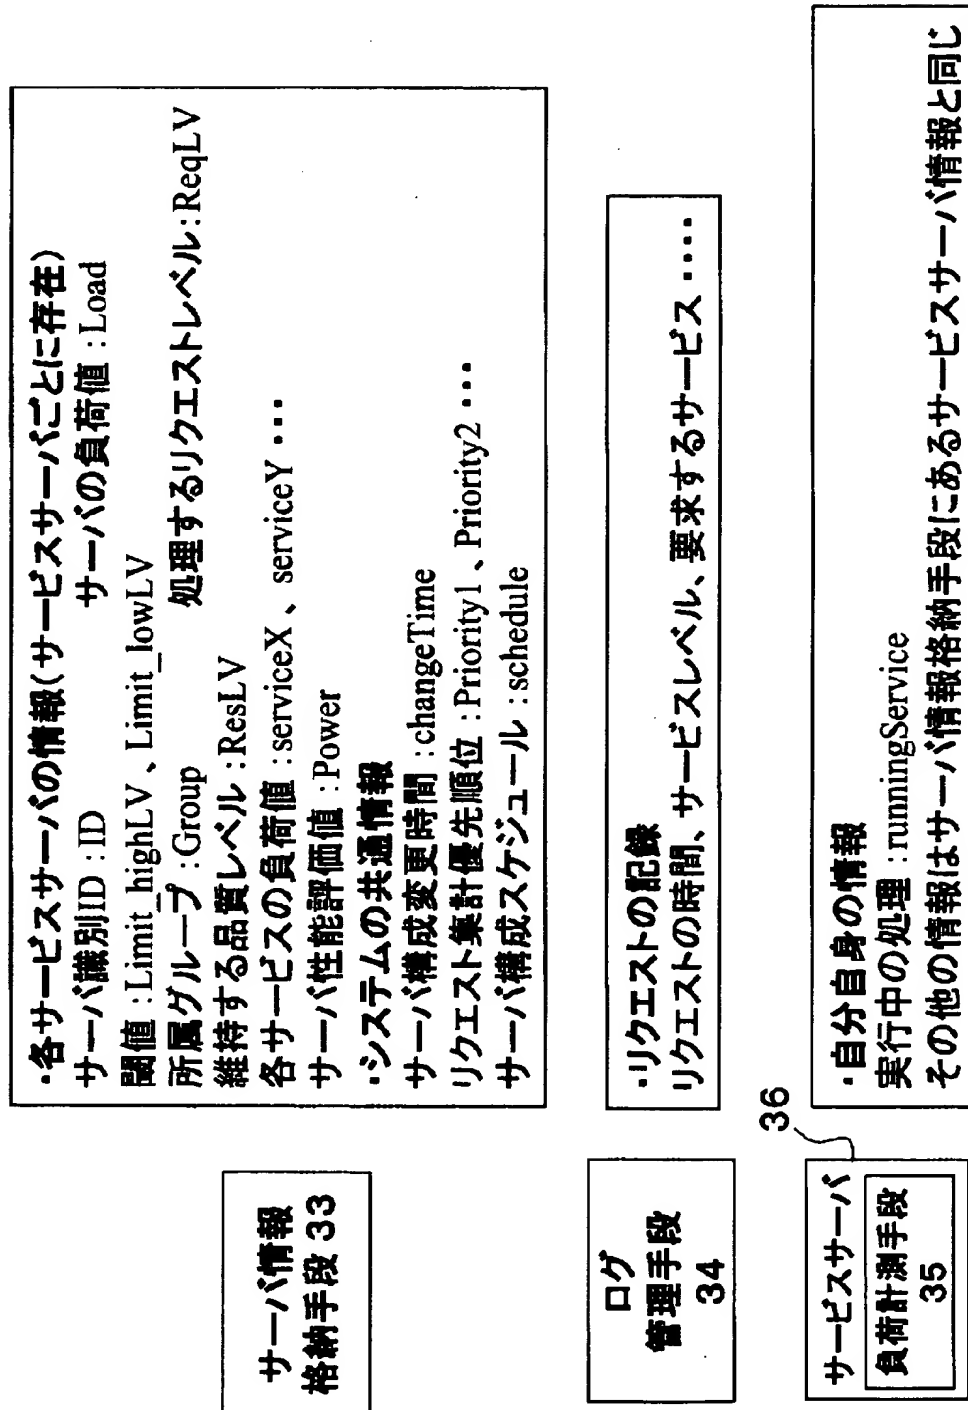 サーバ情報
格納手段 33
・各サービスサーバの情報(サービスサーバごとに存在)
サーバ識別ID : ID サーバの負荷値 : Load
閾値 : Limit_highLV 、Limit_lowLV
所属グループ : Group 処理するリクエストレベル : ReqLV
維持する品質レベル : ResLV
各サービスの負荷値 : serviceX 、serviceY ・・・
サーバ性能評価値 : Power
・システムの共通情報
サーバ構成変更時間 : changeTime
リクエスト集計優先順位 : Priority1 、Priority2 ・・・
サーバ構成スケジュール : schedule
ログ
管理手段
34
・リクエストの記録
リクエストの時間、サービスレベル、要求するサービス ・・・・
36
サービスサーバ
負荷計測手段
35
・自分自身の情報
実行中の処理 : runningService
その他の情報はサーバ情報格納手段にあるサービスサーバ情報と同じ